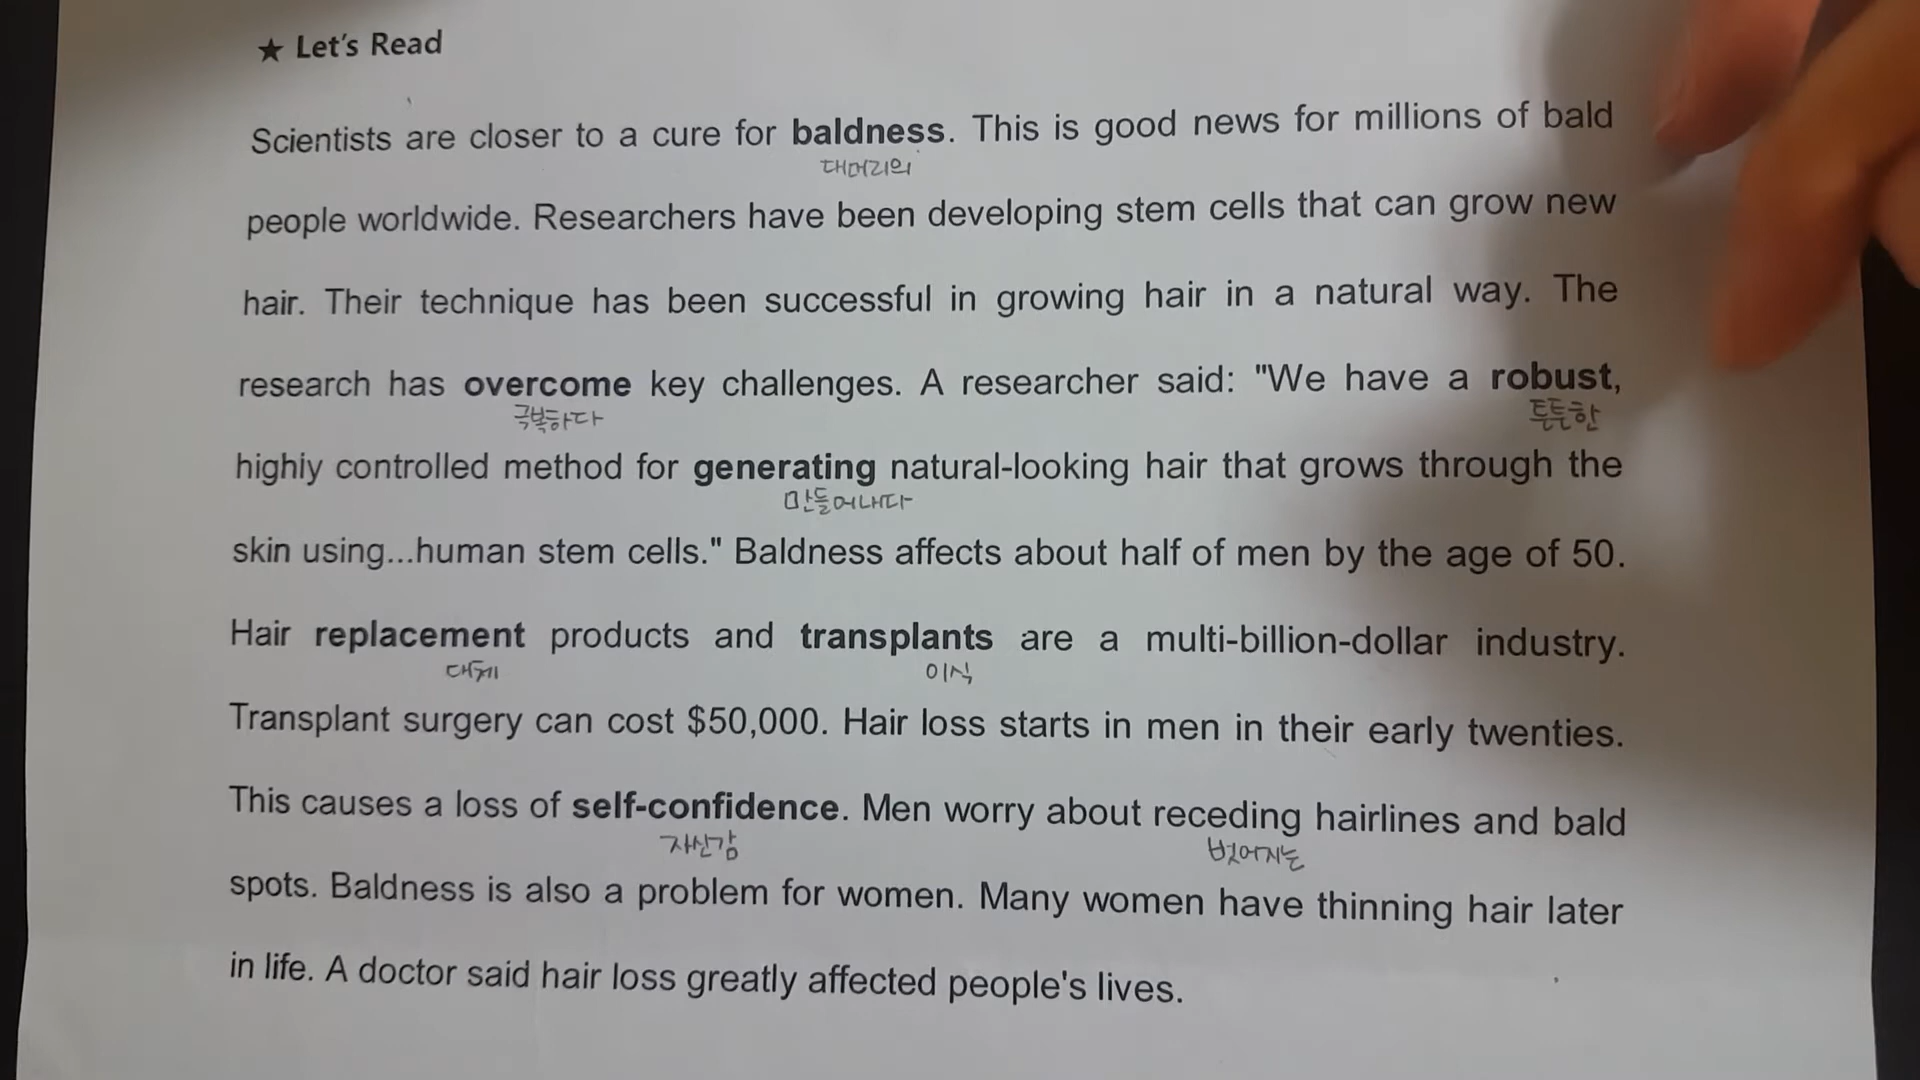 ★ Let's Read
Scientists are closer to a cure for baldness. This is good news for millions of bald
대머리의
people worldwide. Researchers have been developing stem cells that can grow new
hair. Their technique has been successful in growing hair in a natural way. The
research has overcome key challenges. A researcher said: "We have a robust,
극복하다 튼튼한
highly controlled method for generating natural-looking hair that grows through the
만들어내다
skin using...human stem cells." Baldness affects about half of men by the age of 50.
Hair replacement products and transplants are a multi-billion-dollar industry.
대체 이식
Transplant surgery can cost $50,000. Hair loss starts in men in their early twenties.
This causes a loss of self-confidence. Men worry about receding hairlines and bald
자신감 벗어지는
spots. Baldness is also a problem for women. Many women have thinning hair later
in life. A doctor said hair loss greatly affected people's lives.